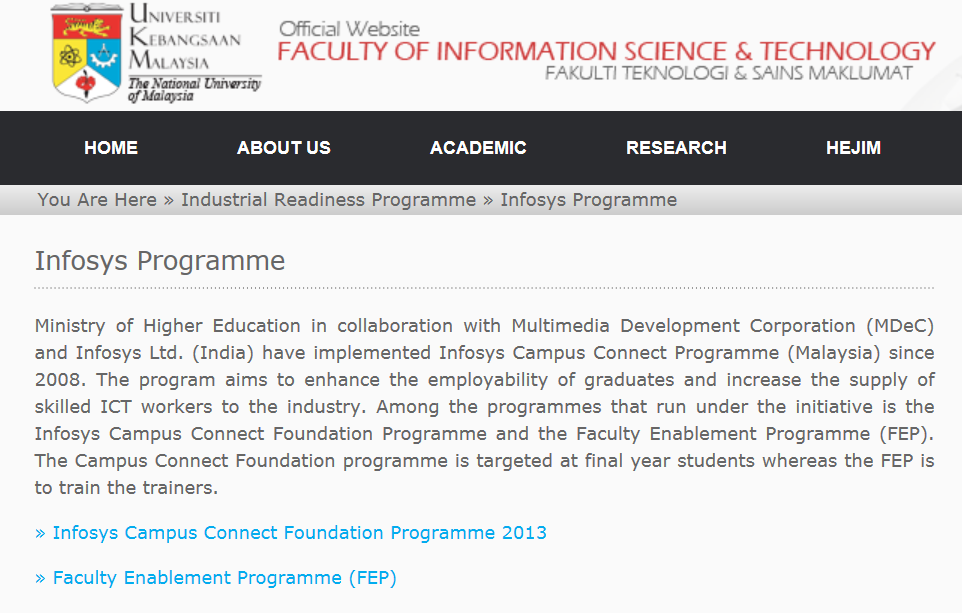 UNIVERSITI
KEBANGSAAN
MALAYSIA
The National University
of Malaysia
Official Website
FACULTY OF INFORMATION SCIENCE & TECHNOLOGY
FAKULTI TEKNOLOGI & SAINS MAKLUMAT
HOME ABOUT US ACADEMIC RESEARCH HEJIM
You Are Here » Industrial Readiness Programme » Infosys Programme
Infosys Programme
Ministry of Higher Education in collaboration with Multimedia Development Corporation (MDeC)
and Infosys Ltd. (India) have implemented Infosys Campus Connect Programme (Malaysia) since
2008. The program aims to enhance the employability of graduates and increase the supply of
skilled ICT workers to the industry. Among the programmes that run under the initiative is the
Infosys Campus Connect Foundation Programme and the Faculty Enablement Programme (FEP).
The Campus Connect Foundation programme is targeted at final year students whereas the FEP is
to train the trainers.
» Infosys Campus Connect Foundation Programme 2013
» Faculty Enablement Programme (FEP)